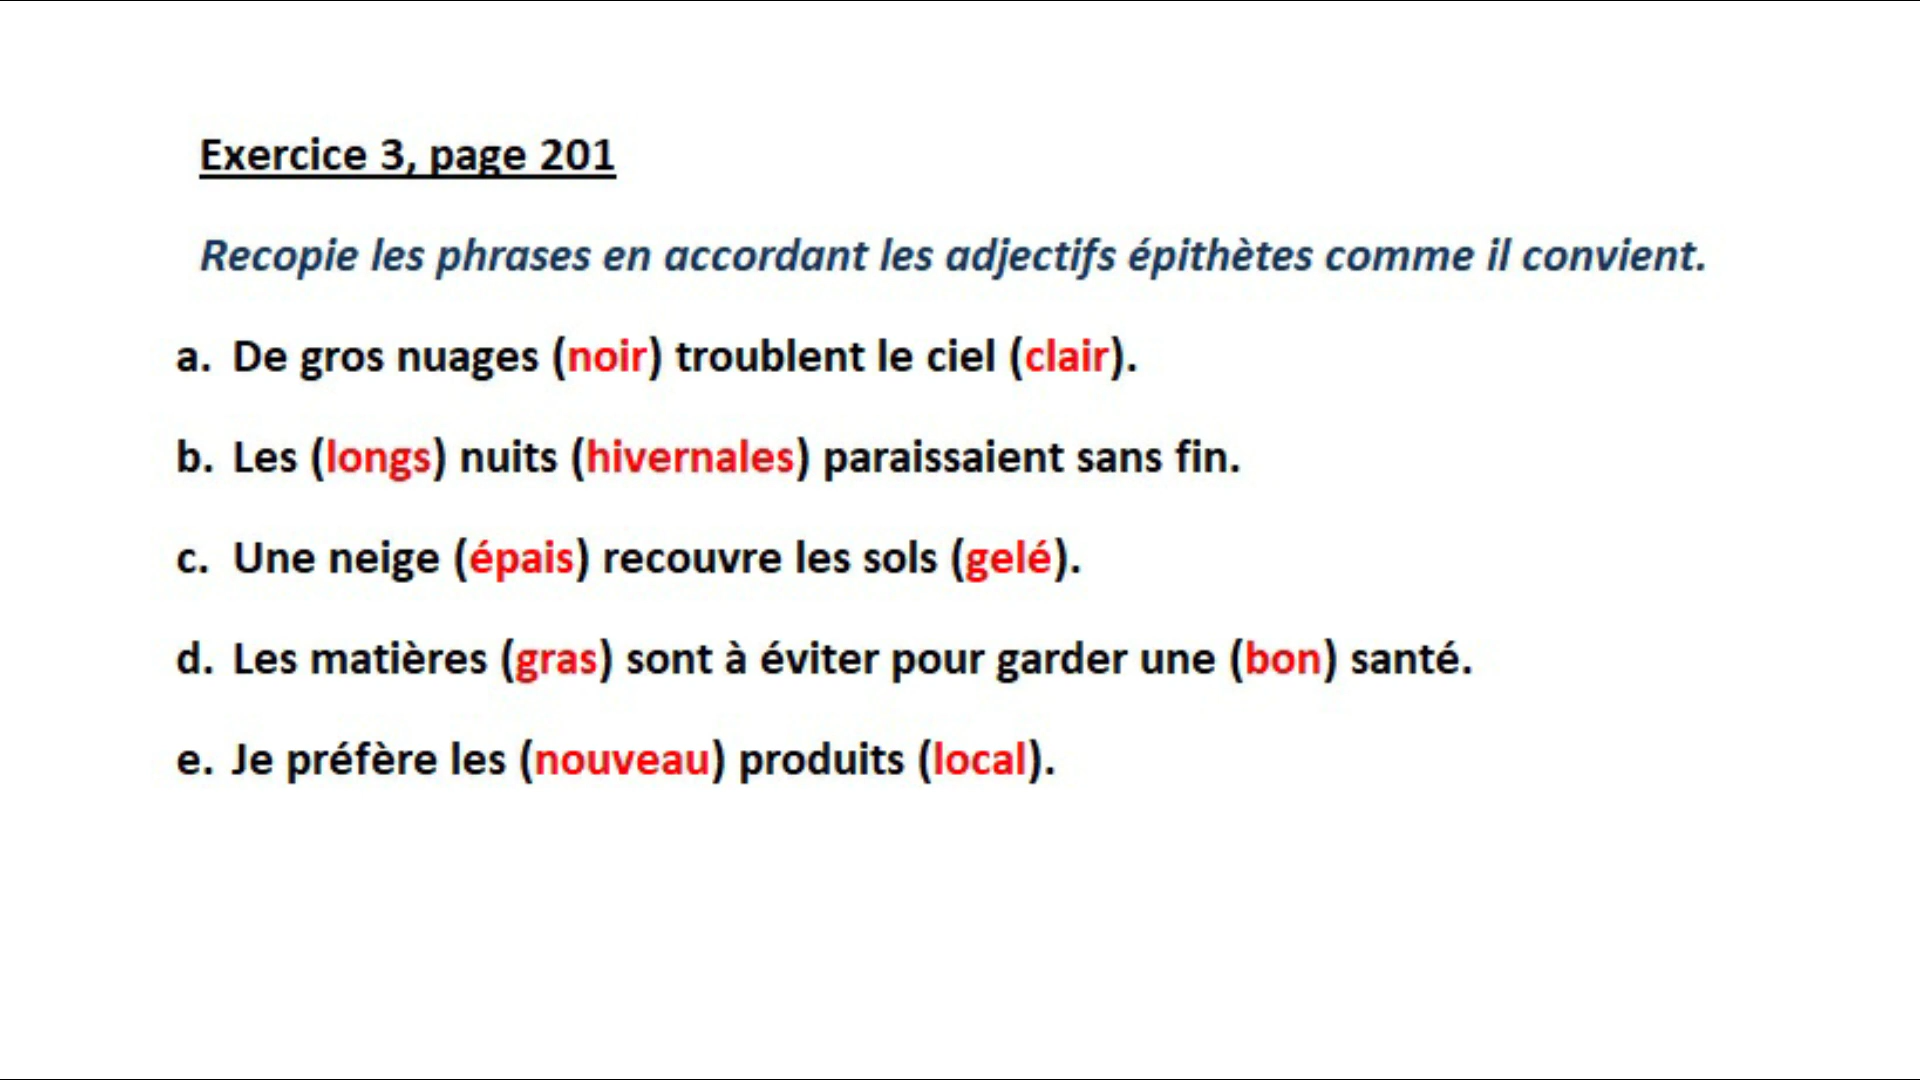 Exercice 3, page 201
Recopie les phrases en accordant les adjectifs épithètes comme il convient.
a. De gros nuages (noir) troublent le ciel (clair).
b. Les (longs) nuits (hivernales) paraissaient sans fin.
c. Une neige (épais) recouvre les sols (gelé).
d. Les matières (gras) sont à éviter pour garder une (bon) santé.
e. Je préfère les (nouveau) produits (local).